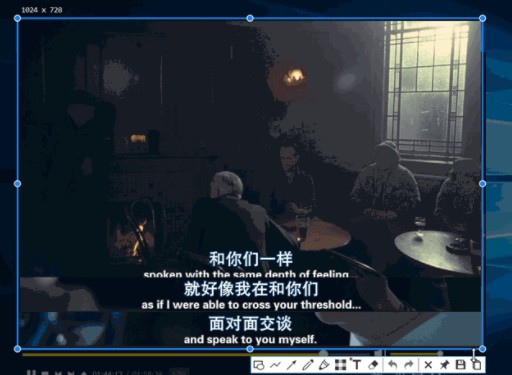 1024 x 720
和你们一样
spoken with the same depth of feeling
就好像我在和你们
as if I were able to cross your threshold...
面对面交谈
and speak to you myself.